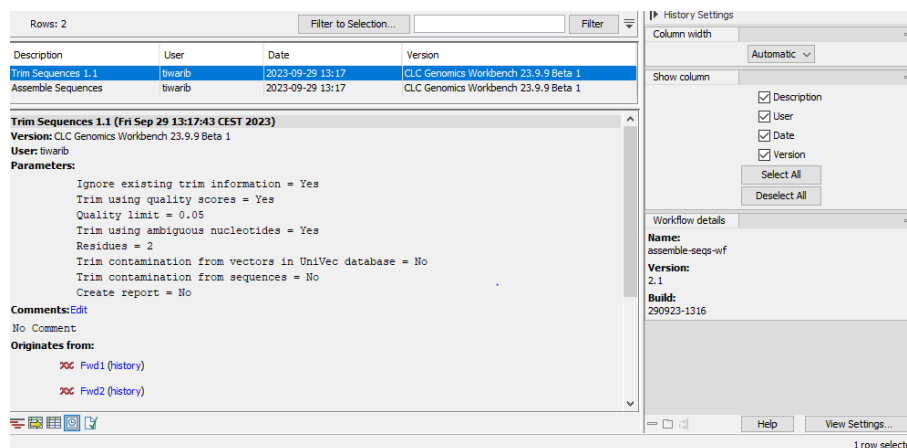 Rows: 2
Filter to Selection...
Filter
Description User Date Version
Trim Sequences 1.1 tiwarib 2023-09-29 13:17 CLC Genomics Workbench 23.9.9 Beta 1
Assemble Sequences tiwarib 2023-09-29 13:17 CLC Genomics Workbench 23.9.9 Beta 1
Trim Sequences 1.1 (Fri Sep 29 13:17:43 CEST 2023)
Version: CLC Genomics Workbench 23.9.9 Beta 1
User: tiwarib
Parameters:
Ignore existing trim information = Yes
Trim using quality scores = Yes
Quality limit = 0.05
Trim using ambiguous nucleotides = Yes
Residues = 2
Trim contamination from vectors in UniVec database = No
Trim contamination from sequences = No
Create report = No
Comments: Edit
No Comment
Originates from:
Fwd1 (history)
Fwd2 (history)
History Settings
Column width
Automatic
Show column
Description
User
Date
Version
Select All
Deselect All
Workflow details
Name:
assemble-seqs-wf
Version:
2.1
Build:
290923-1316
Help
View Settings...
1 row